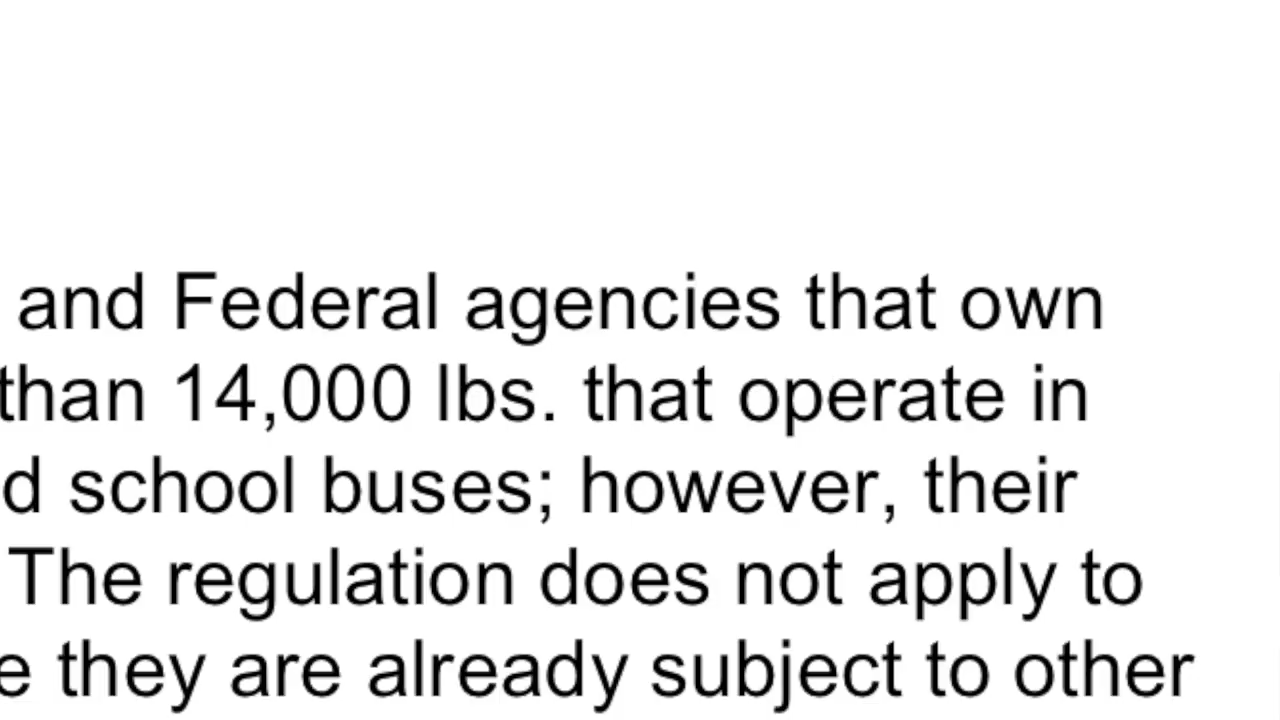 and Federal agencies that own
than 14,000 lbs. that operate in
d school buses; however, their
The regulation does not apply to
e they are already subject to other